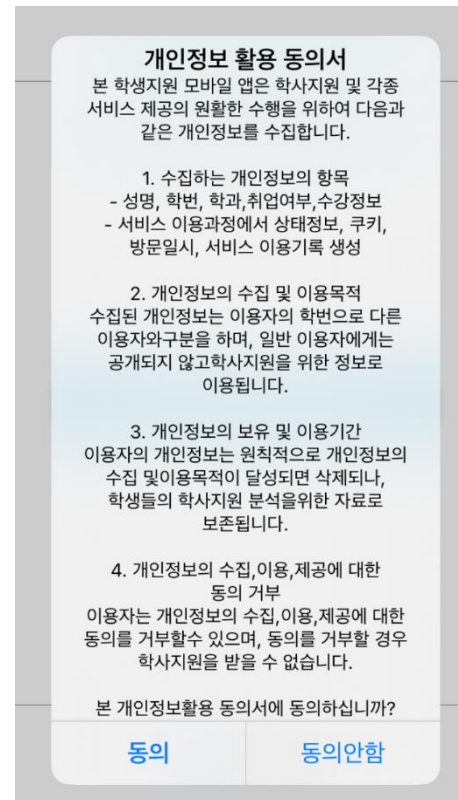 개인정보 활용 동의서
본 학생지원 모바일 앱은 학사지원 및 각종
서비스 제공의 원활한 수행을 위하여 다음과
같은 개인정보를 수집합니다.
1. 수집하는 개인정보의 항목
- 성명, 학번, 학과,취업여부,수강정보
- 서비스 이용과정에서 상태정보, 쿠키,
방문일시, 서비스 이용기록 생성
2. 개인정보의 수집 및 이용목적
수집된 개인정보는 이용자의 학번으로 다른
이용자와구분을 하며, 일반 이용자에게는
공개되지 않고학사지원을 위한 정보로
이용됩니다.
3. 개인정보의 보유 및 이용기간
이용자의 개인정보는 원칙적으로 개인정보의
수집 및이용목적이 달성되면 삭제되나,
학생들의 학사지원 분석을위한 자료로
보존됩니다.
4. 개인정보의 수집,이용,제공에 대한
동의 거부
이용자는 개인정보의 수집,이용,제공에 대한
동의를 거부할수 있으며, 동의를 거부할 경우
학사지원을 받을 수 없습니다.
본 개인정보활용 동의서에 동의하십니까?
동의
동의안함